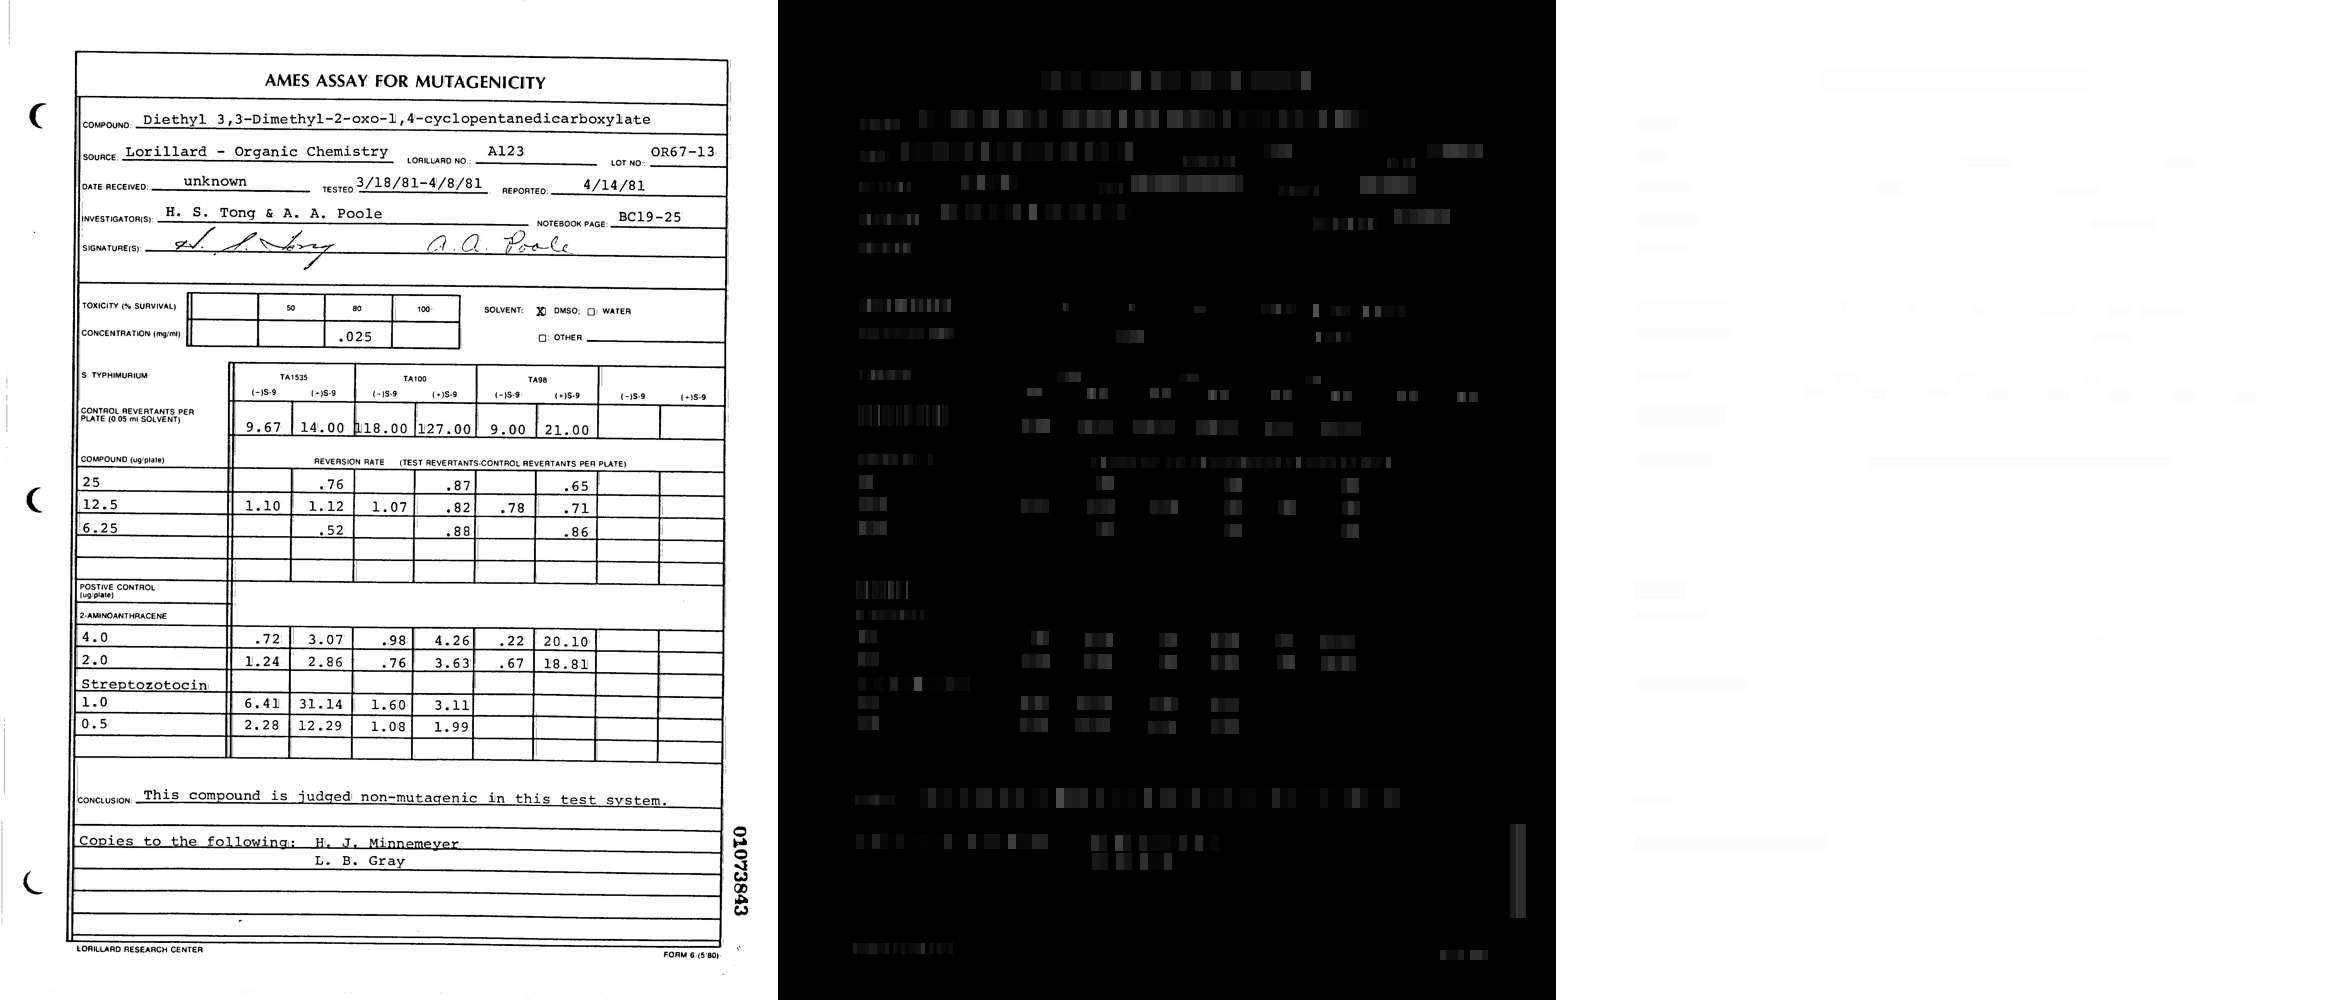 AMES ASSAY FOR MUTAGENICITY
COMPOUND: Diethyl 3,3-Dimethyl-2-oxo-1,4-cyclopentanedicarboxylate
SOURCE: Lorillard - Organic Chemistry LORILLARD NO.: A123 LOT NO.: OR67-13
DATE RECEIVED: unknown TESTED 3/18/81-4/8/81 REPORTED: 4/14/81
INVESTIGATOR(S): H. S. Tong & A. A. Poole NOTEBOOK PAGE: BC19-25
SIGNATURE(S): H. S. Tong A. A. Poole
TOXICITY (% SURVIVAL) 50 80 100 SOLVENT: X DMSO; WATER
CONCENTRATION (mg/ml) .025 OTHER
S. TYPHIMURIUM TA1535 TA100 TA98
(-)S-9 (+)S-9 (-)S-9 (+)S-9 (-)S-9 (+)S-9 (-)S-9 (+)S-9
CONTROL REVERTANTS PER
PLATE (0.05 ml SOLVENT) 9.67 14.00 118.00 127.00 9.00 21.00
COMPOUND (ug/plate) REVERSION RATE (TEST REVERTANTS-CONTROL REVERTANTS PER PLATE)
25 .76 .87 .65
12.5 1.10 1.12 1.07 .82 .78 .71
6.25 .52 .88 .86
POSTIVE CONTROL
(ug/plate)
2-AMINOANTHRACENE
4.0 .72 3.07 .98 4.26 .22 20.10
2.0 1.24 2.86 .76 3.63 .67 18.81
Streptozotocin
1.0 6.41 31.14 1.60 3.11
0.5 2.28 12.29 1.08 1.99
CONCLUSION: This compound is judged non-mutagenic in this test system.
Copies to the following: H. J. Minnemeyer
L. B. Gray
01073843
LORILLARD RESEARCH CENTER FORM 6 (5/80)